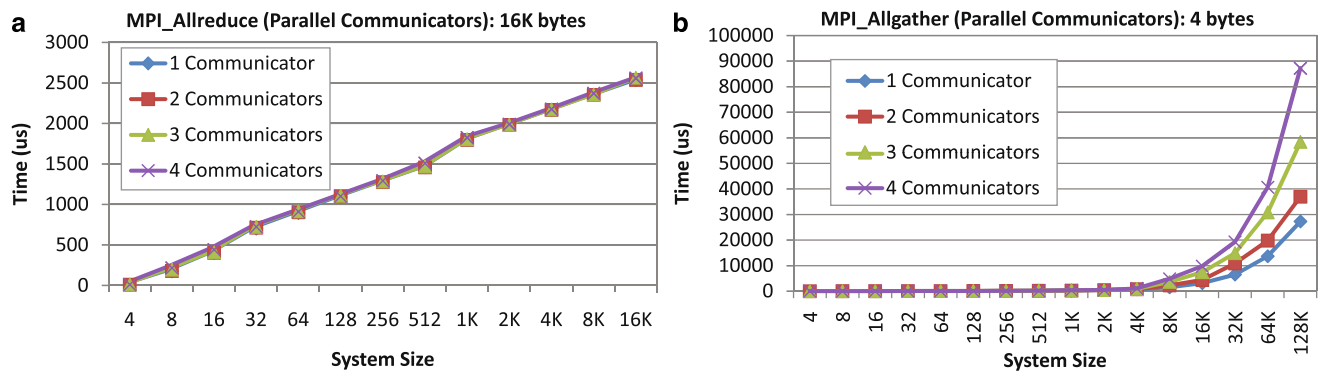 a
MPI_Allreduce (Parallel Communicators): 16K bytes
3000
2500
2000
1500
1000
500
0
Time (us)
1 Communicator
2 Communicators
3 Communicators
4 Communicators
4 8 16 32 64 128 256 512 1K 2K 4K 8K 16K
System Size
b
MPI_Allgather (Parallel Communicators): 4 bytes
100000
90000
80000
70000
60000
50000
40000
30000
20000
10000
0
Time (us)
1 Communicator
2 Communicators
3 Communicators
4 Communicators
4 8 16 32 64 128 256 512 1K 2K 4K 8K 16K 32K 64K 128K
System Size